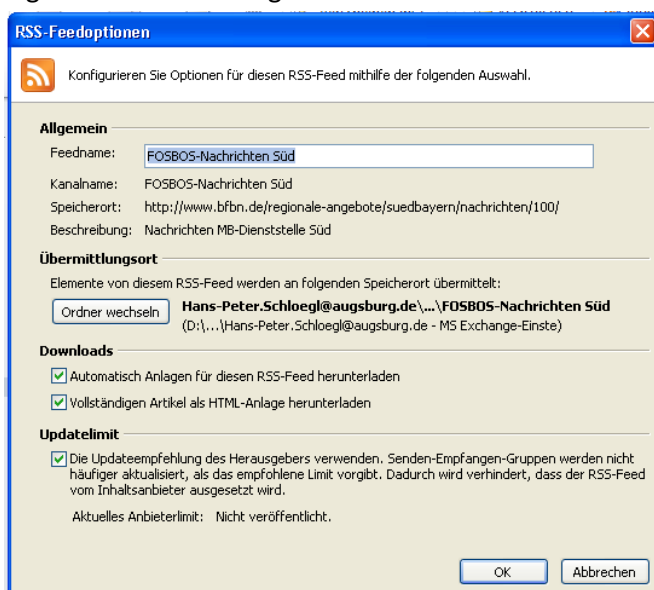 RSS-Feedoptionen
Konfigurieren Sie Optionen für diesen RSS-Feed mithilfe der folgenden Auswahl.
Allgemein
Feedname: FOSBOS-Nachrichten Süd
Kanalname: FOSBOS-Nachrichten Süd
Speicherort: http://www.bfbn.de/regionale-angebote/suedbayern/nachrichten/100/
Beschreibung: Nachrichten MB-Dienststelle Süd
Übermittlungsort
Elemente von diesem RSS-Feed werden an folgenden Speicherort übermittelt:
Ordner wechseln Hans-Peter.Schloegl@augsburg.de\...\FOSBOS-Nachrichten Süd
(D:\...\Hans-Peter.Schloegl@augsburg.de - MS Exchange-Einste)
Downloads
Automatisch Anlagen für diesen RSS-Feed herunterladen
Vollständigen Artikel als HTML-Anlage herunterladen
Updatelimit
Die Updateempfehlung des Herausgebers verwenden. Senden-Empfangen-Gruppen werden nicht
häufiger aktualisiert, als das empfohlene Limit vorgibt. Dadurch wird verhindert, dass der RSS-Feed
vom Inhaltsanbieter ausgesetzt wird.
Aktuelles Anbieterlimit: Nicht veröffentlicht.
OK Abbrechen